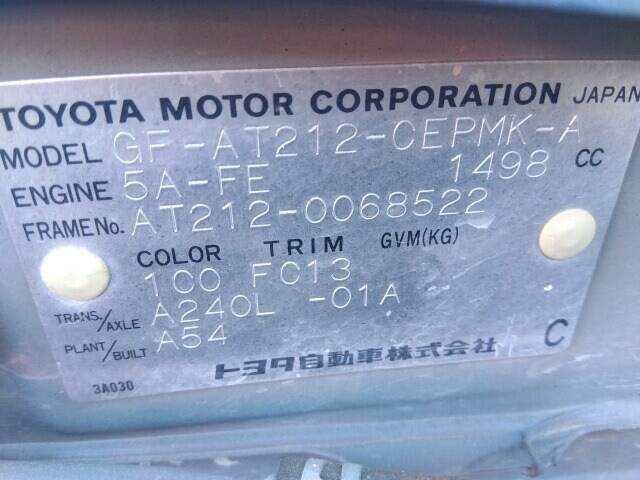 TOYOTA MOTOR CORPORATION JAPAN
MODEL GF-AT212-CEPMK-A
ENGINE 5A-FE 1498 CC
FRAME No. AT212-0068522
COLOR TRIM GVM(KG)
1C0 FC13
TRANS./AXLE A240L -01A
PLANT/BUILT A54
トヨタ自動車株式会社 C
3A030